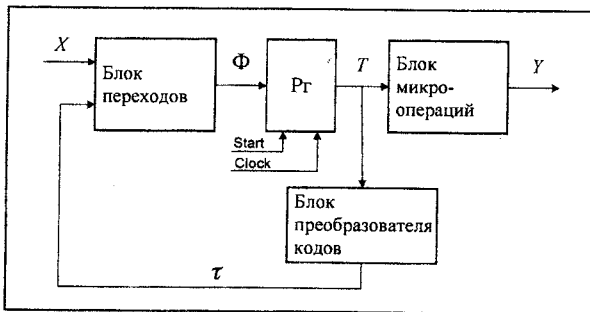 X
Блок
переходов
Φ
Рг
Start
Clock
T
Блок
микро-
операций
Y
Блок
преобразователя
кодов
τ